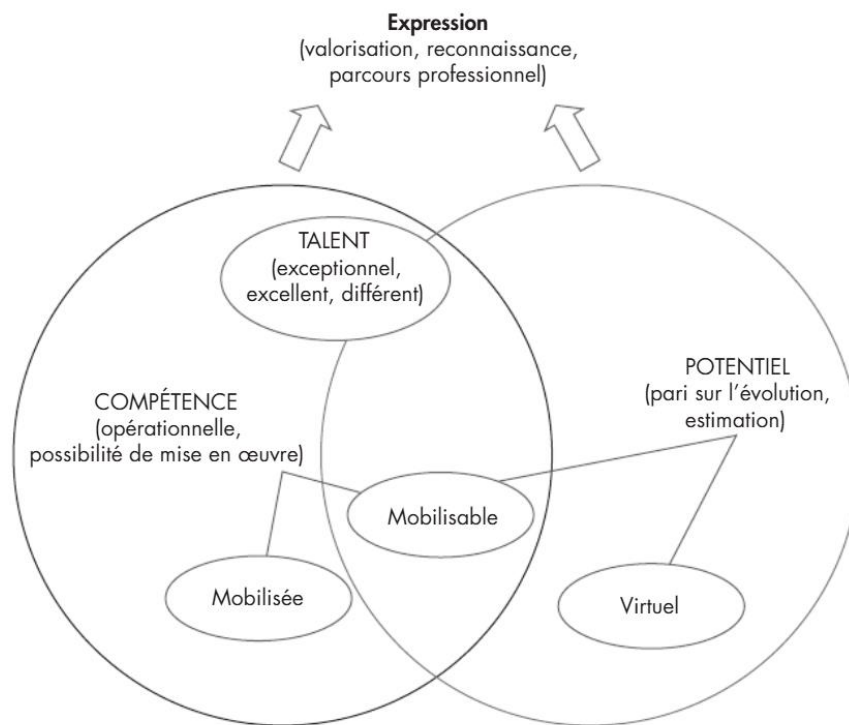 Expression
(valorisation, reconnaissance,
parcours professionnel)
TALENT
(exceptionnel,
excellent, différent)
COMPÉTENCE
(opérationnelle,
possibilité de mise en œuvre)
POTENTIEL
(pari sur l'évolution,
estimation)
Mobilisable
Mobilisée
Virtuel